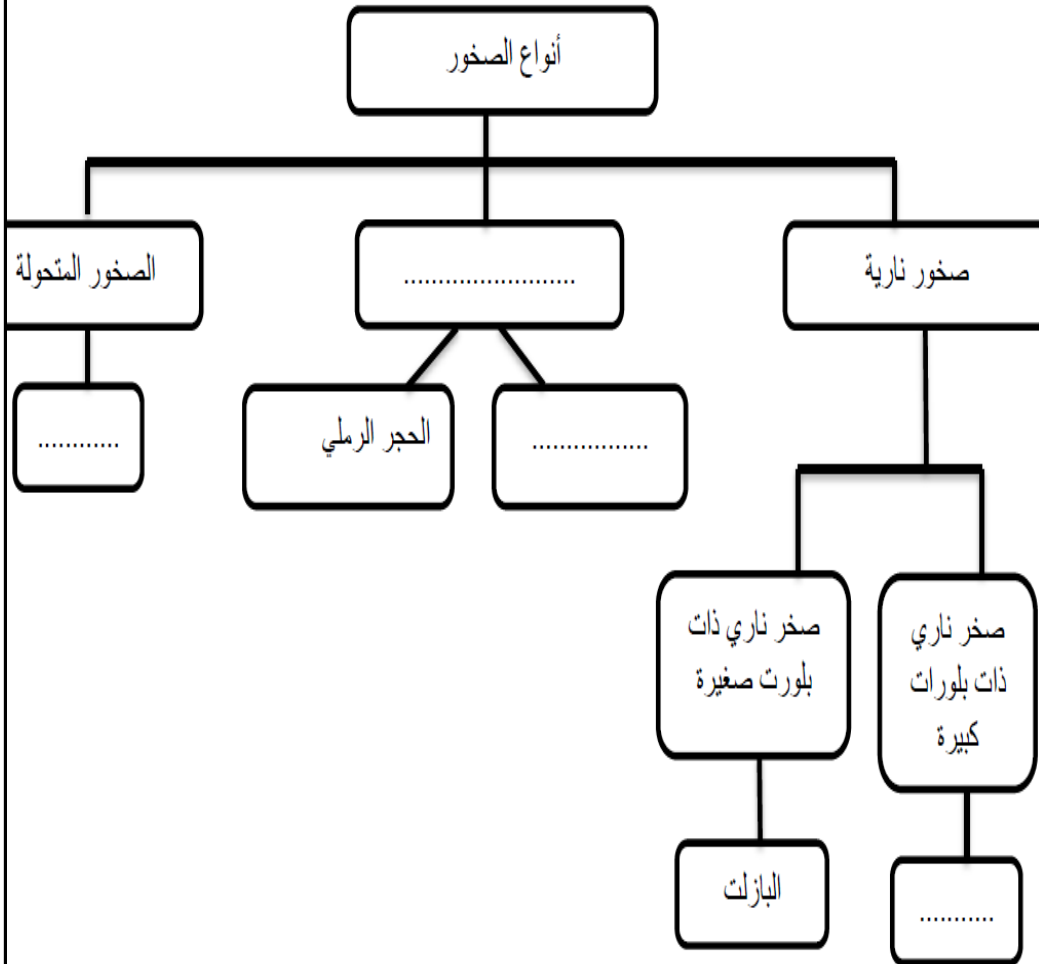 أنواع الصخور
صخور نارية
.........................
الصخور المتحولة
.................
الحجر الرملي
............
صخر ناري
ذات بلورات
كبيرة
صخر ناري ذات
بلورت صغيرة
...........
البازلت